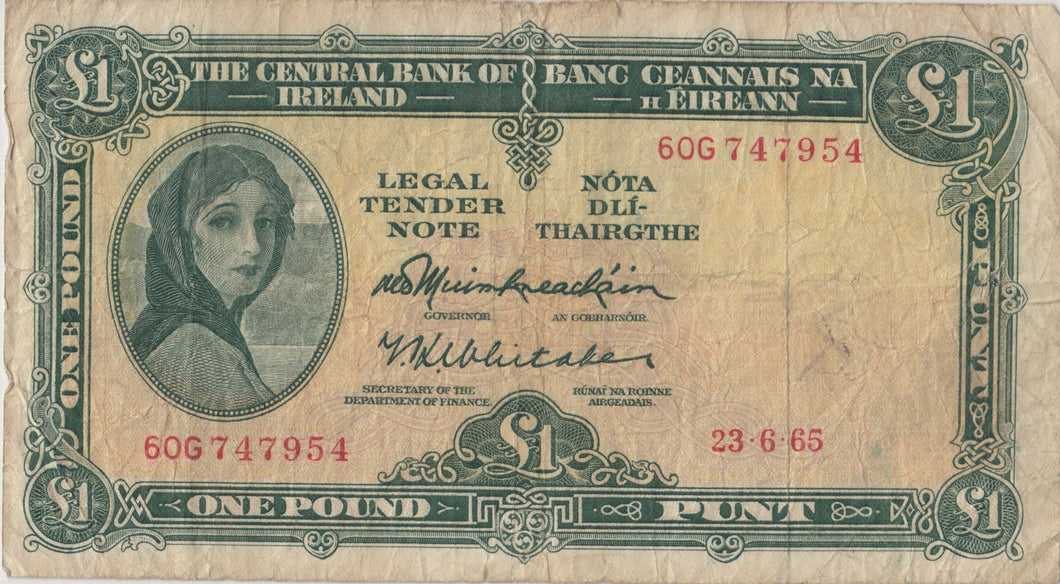 £1
THE CENTRAL BANK OF
IRELAND
BANC CEANNAIS NA
H ÉIREANN
£1
60G 747954
LEGAL
TENDER
NOTE
NÓTA
DLÍ-
THAIRGTHE
ONE POUND
PUNT
GOVERNOR
AN GOBHARNÓIR.
T.K. Whitaker
SECRETARY OF THE
DEPARTMENT OF FINANCE.
RÚNAÍ NA ROINNE
AIRGEADAIS.
60G 747954
£1
23·6·65
£1
ONE POUND
PUNT
£1